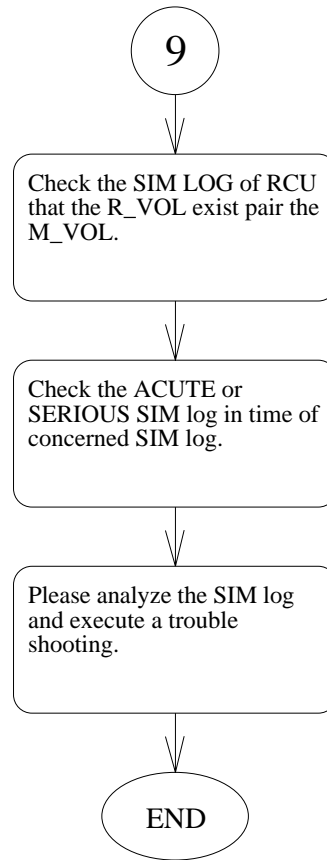 9
Check the SIM LOG of RCU
that the R_VOL exist pair the
M_VOL.
Check the ACUTE or
SERIOUS SIM log in time of
concerned SIM log.
Please analyze the SIM log
and execute a trouble
shooting.
END